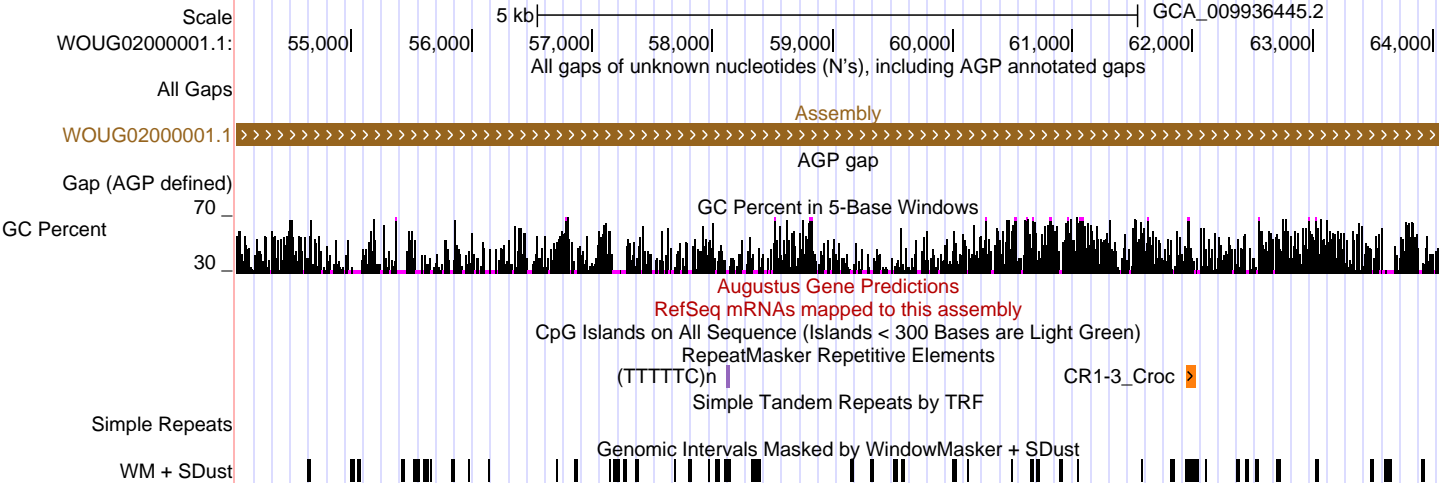 Scale 5 kb GCA_009936445.2
WOUG02000001.1: 55,000 56,000 57,000 58,000 59,000 60,000 61,000 62,000 63,000 64,000
All gaps of unknown nucleotides (N's), including AGP annotated gaps
All Gaps
Assembly
WOUG02000001.1
AGP gap
Gap (AGP defined)
70 _ GC Percent in 5-Base Windows
GC Percent
30 _
Augustus Gene Predictions
RefSeq mRNAs mapped to this assembly
CpG Islands on All Sequence (Islands < 300 Bases are Light Green)
RepeatMasker Repetitive Elements
(TTTTTC)n CR1-3_Croc
Simple Tandem Repeats by TRF
Simple Repeats
Genomic Intervals Masked by WindowMasker + SDust
WM + SDust